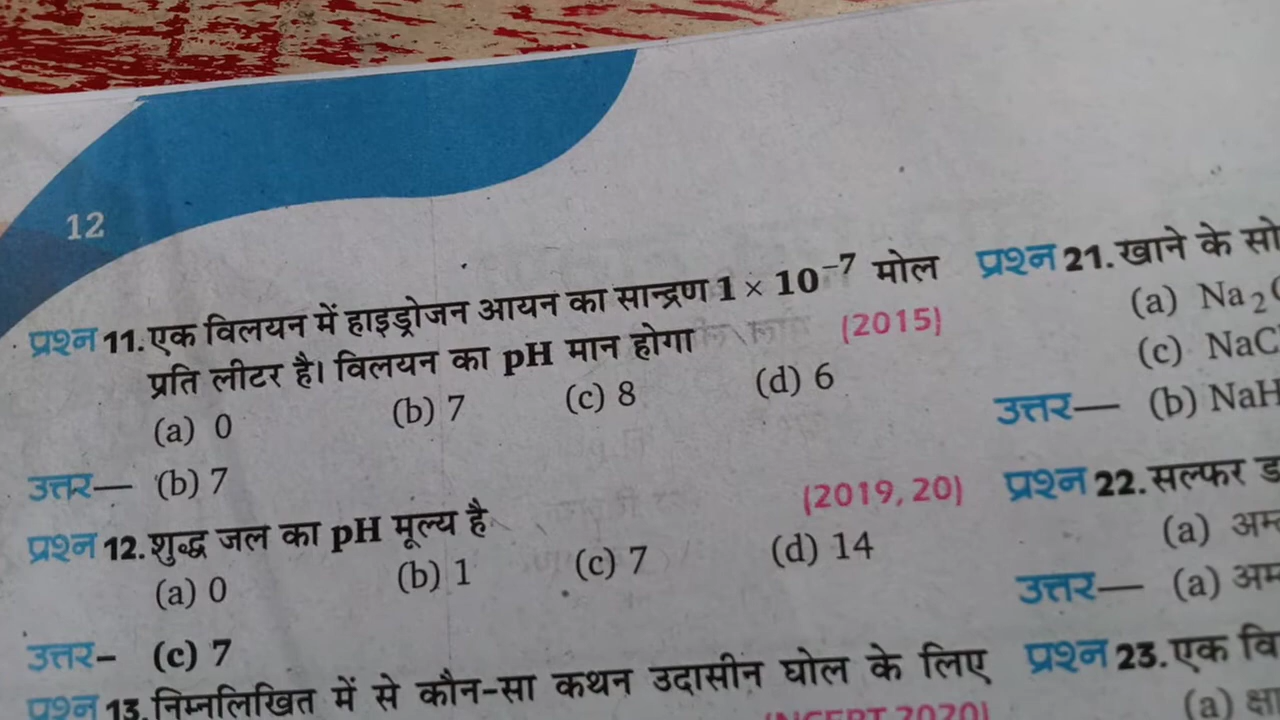 12
प्रश्न 11. एक विलयन में हाइड्रोजन आयन का सान्द्रण 1 × 10⁻⁷ मोल
प्रति लीटर है। विलयन का pH मान होगा (2015)
(a) 0 (b) 7 (c) 8 (d) 6
उत्तर— (b) 7
प्रश्न 12. शुद्ध जल का pH मूल्य है (2019, 20)
(a) 0 (b) 1 (c) 7 (d) 14
उत्तर- (c) 7
प्रश्न 13. निम्नलिखित में से कौन-सा कथन उदासीन घोल के लिए
(NCERT 2020)
प्रश्न 21. खाने के
(a) Na₂
(c) NaC
उत्तर— (b) NaH
प्रश्न 22. सल्फर
(a)
उत्तर— (a)
प्रश्न 23. एक
(a)